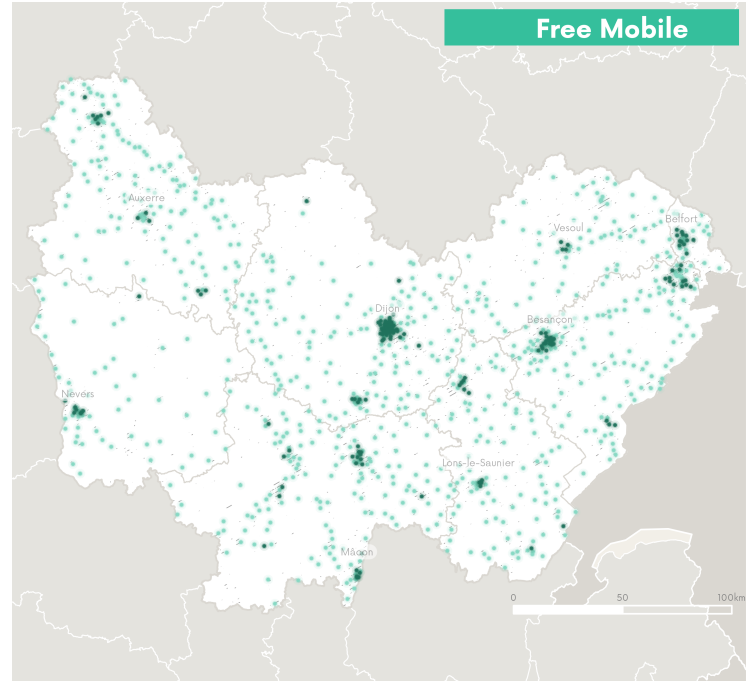 Free Mobile
Auxerre
Vesoul
Belfort
Dijon
Besançon
Nevers
Lons-le-Saunier
Mâcon
0 50 100km